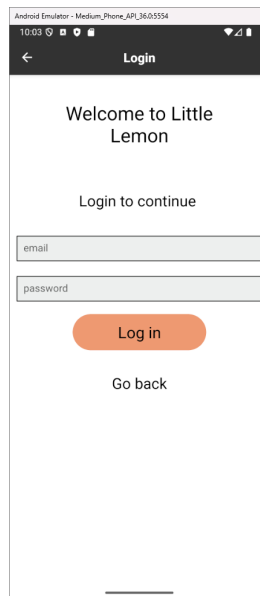 Android Emulator - Medium_Phone_API_36.0:5554
10:03
Login
Welcome to Little
Lemon
Login to continue
email
password
Log in
Go back